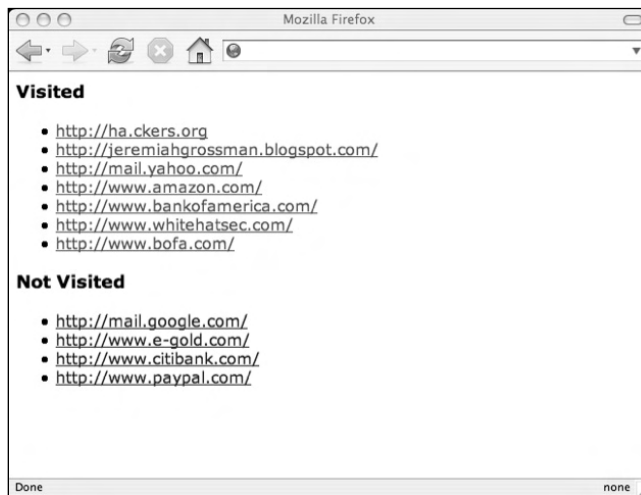 Mozilla Firefox
Visited
• http://ha.ckers.org
• http://jeremiahgrossman.blogspot.com/
• http://mail.yahoo.com/
• http://www.amazon.com/
• http://www.bankofamerica.com/
• http://www.whitehatsec.com/
• http://www.bofa.com/
Not Visited
• http://mail.google.com/
• http://www.e-gold.com/
• http://www.citibank.com/
• http://www.paypal.com/
Done none